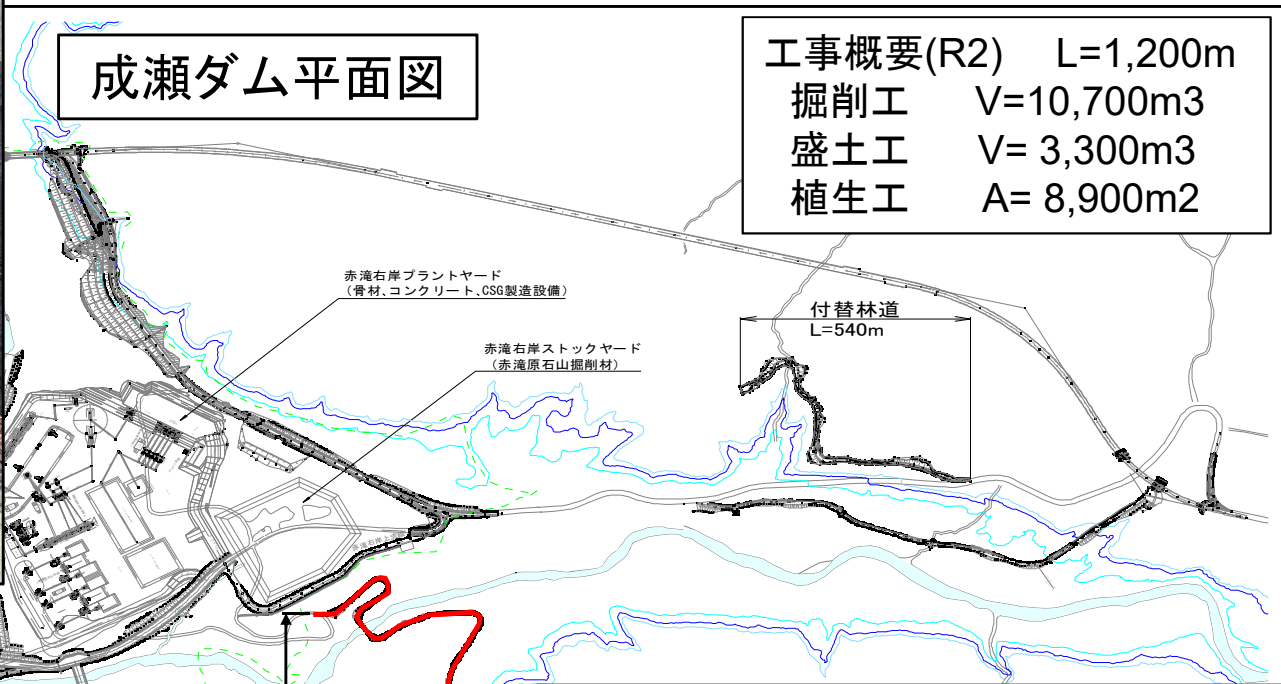 成瀬ダム平面図
工事概要(R2) L=1,200m
掘削工 V=10,700m3
盛土工 V= 3,300m3
植生工 A= 8,900m2
赤滝右岸プラントヤード
(骨材、コンクリート、CSG製造設備)
付替林道
L=540m
赤滝右岸ストックヤード
(赤滝原石山掘削材)